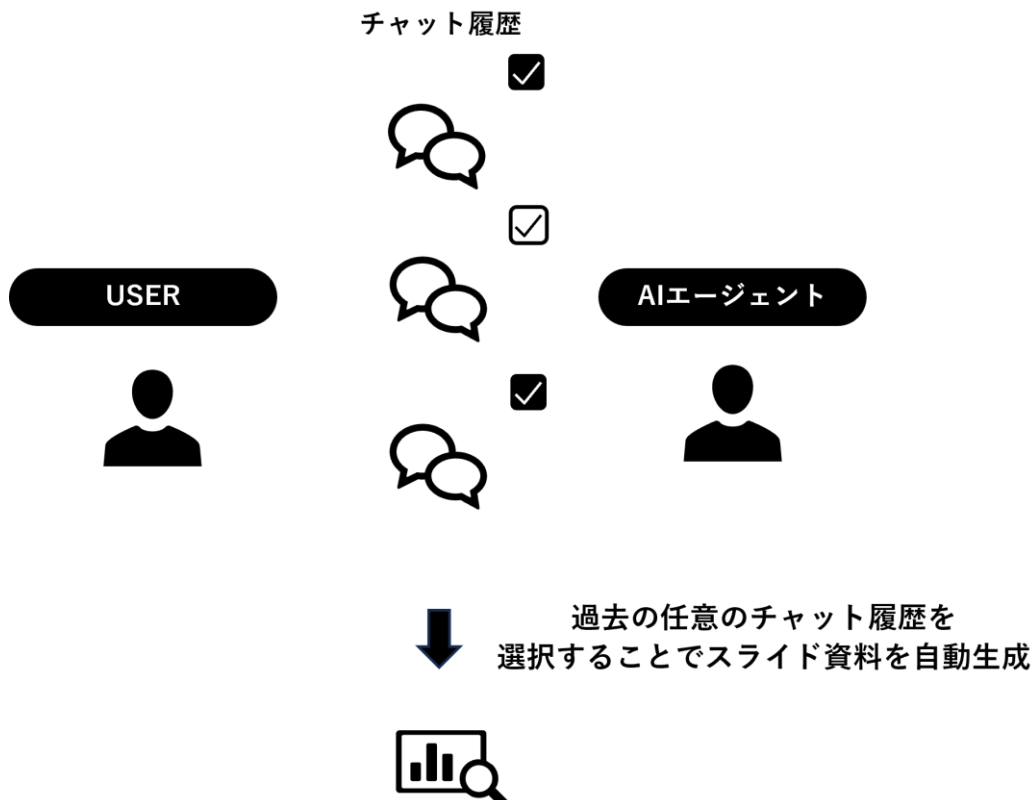 チャット履歴
USER
AIエージェント
過去の任意のチャット履歴を
選択することでスライド資料を自動生成